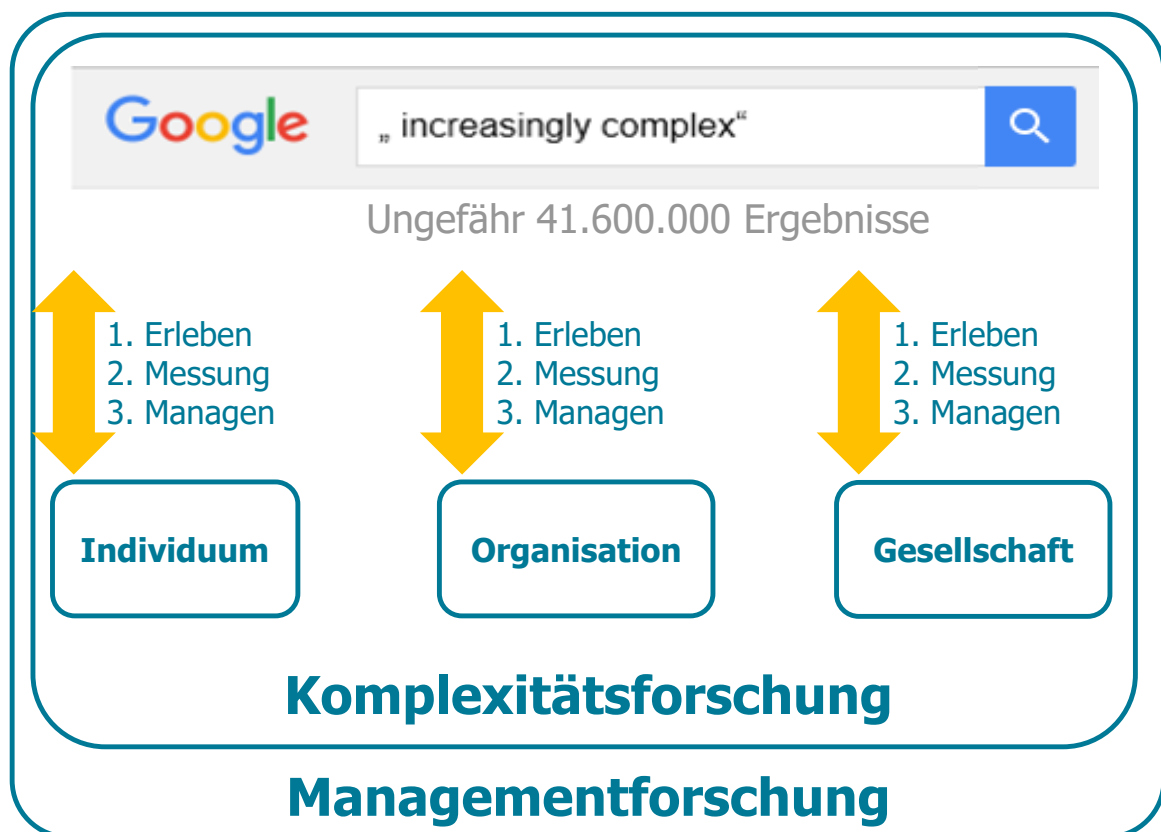 Google
„ increasingly complex“
Ungefähr 41.600.000 Ergebnisse
1. Erleben
2. Messung
3. Managen
1. Erleben
2. Messung
3. Managen
1. Erleben
2. Messung
3. Managen
Individuum
Organisation
Gesellschaft
Komplexitätsforschung
Managementforschung